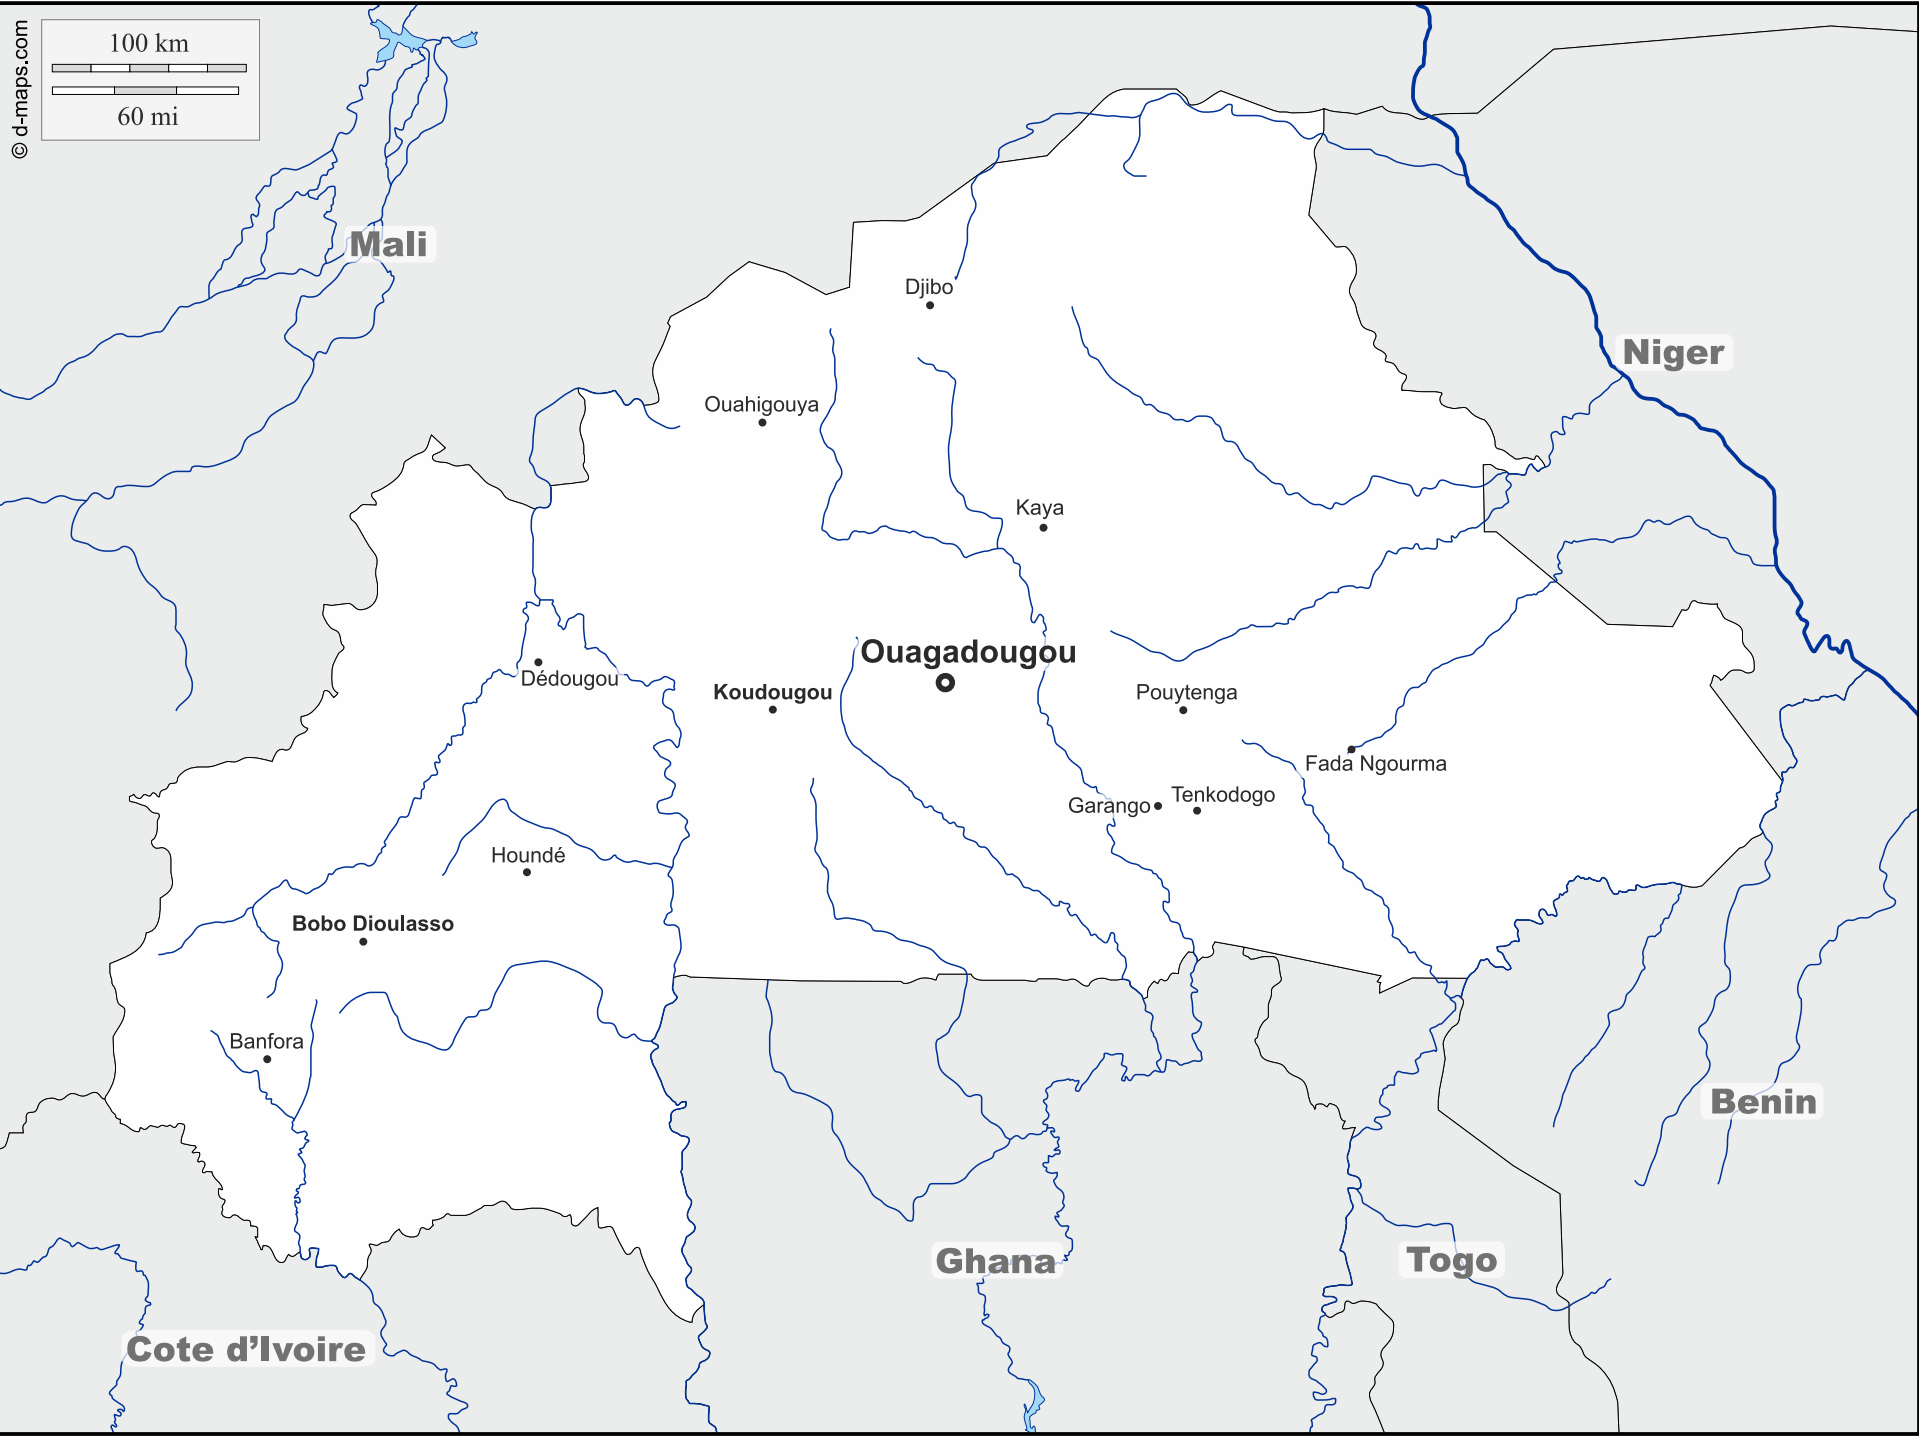 © d-maps.com
100 km
60 mi
Mali
Djibo
Niger
Ouahigouya
Kaya
Ouagadougou
Dédougou
Koudougou
Pouytenga
Fada Ngourma
Garango
Tenkodogo
Houndé
Bobo Dioulasso
Banfora
Benin
Ghana
Togo
Cote d'Ivoire